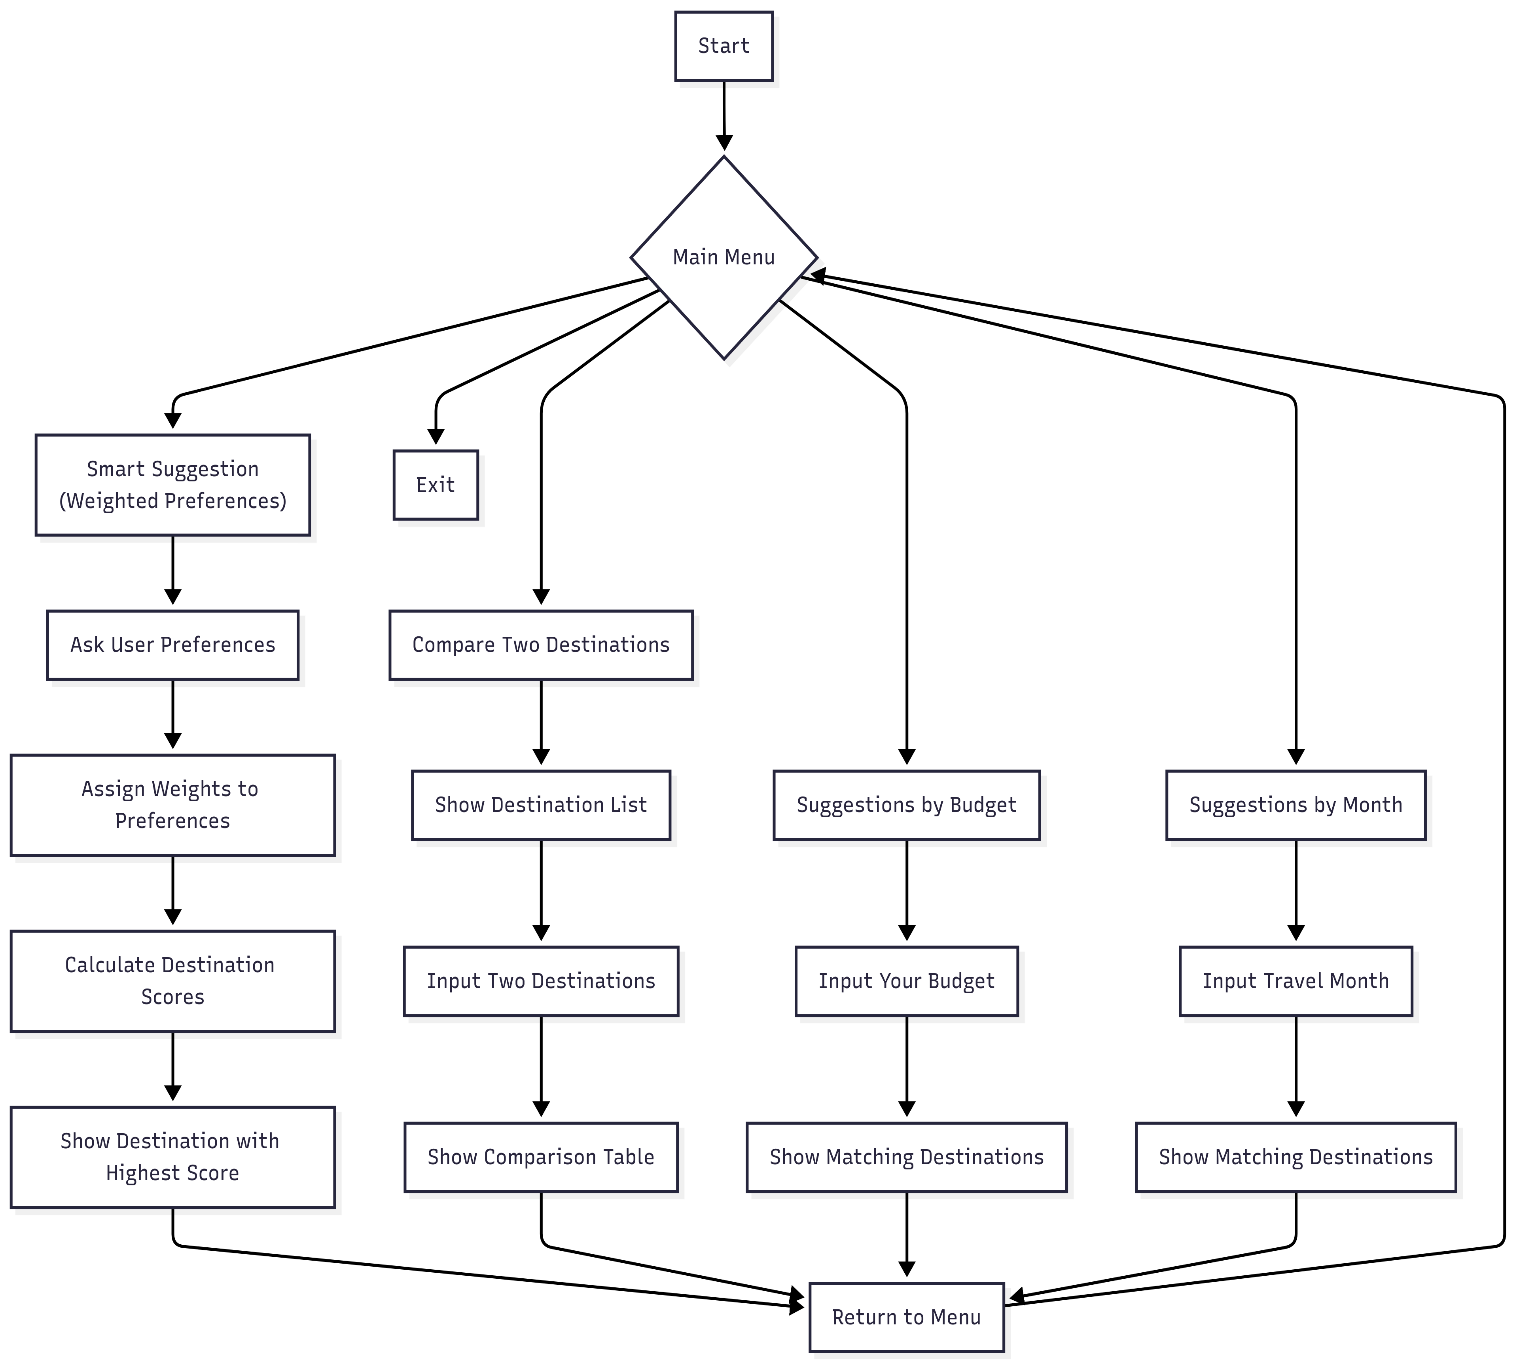 Start
Main Menu
Smart Suggestion
(Weighted Preferences)
Exit
Ask User Preferences
Compare Two Destinations
Assign Weights to
Preferences
Show Destination List
Suggestions by Budget
Suggestions by Month
Calculate Destination
Scores
Input Two Destinations
Input Your Budget
Input Travel Month
Show Destination with
Highest Score
Show Comparison Table
Show Matching Destinations
Show Matching Destinations
Return to Menu